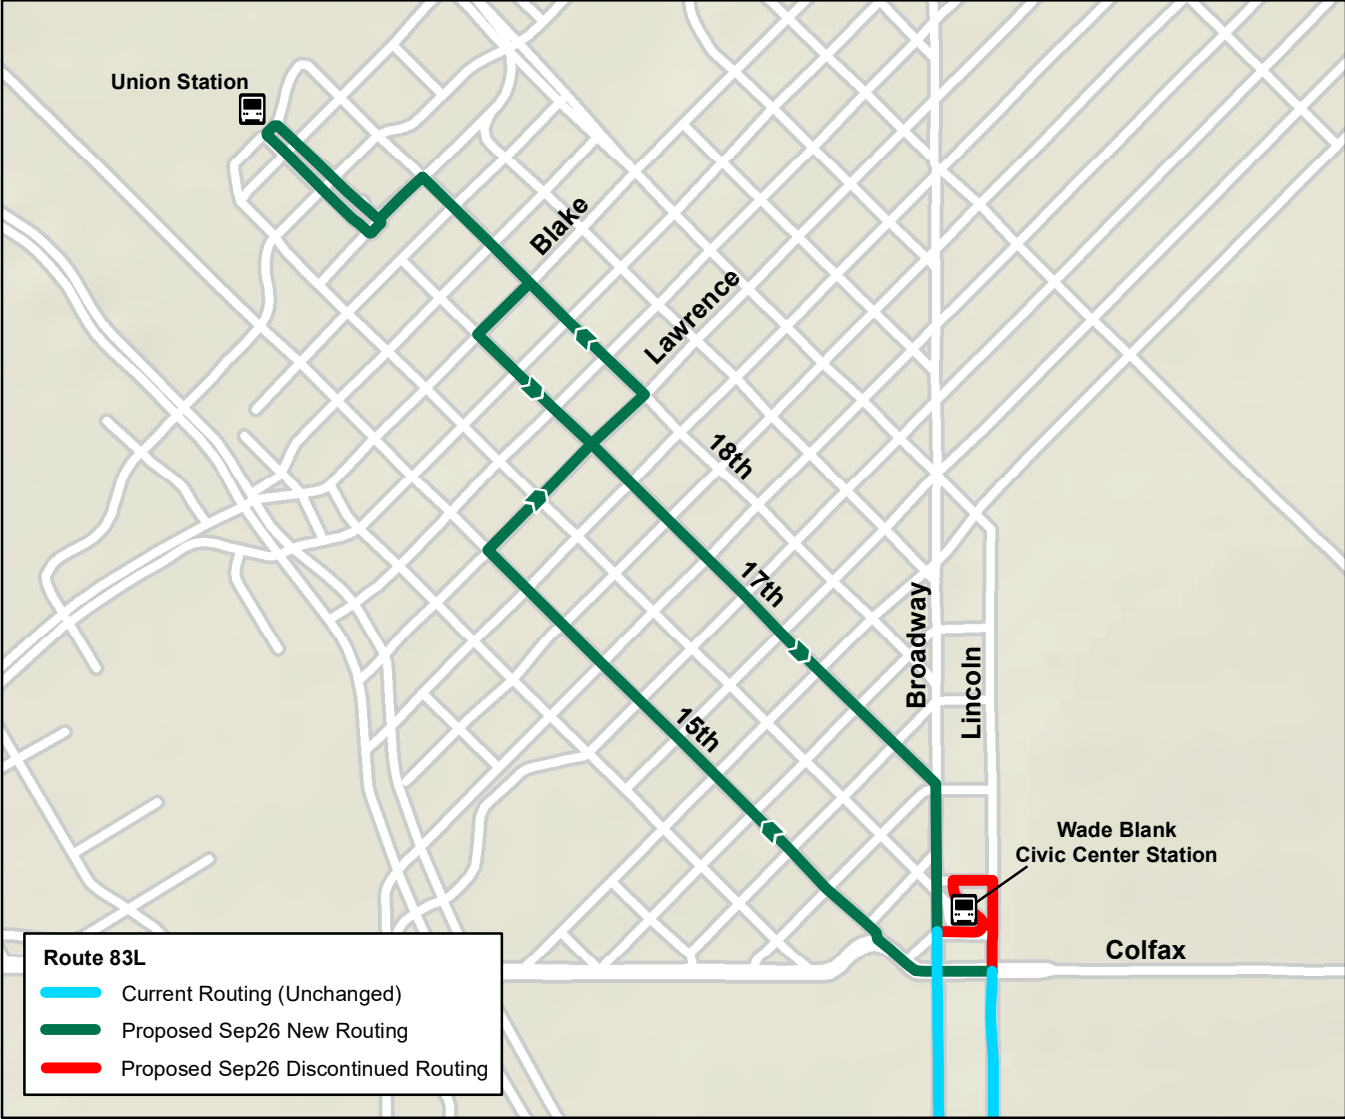 Union Station
Blake
Lawrence
18th
17th
Broadway
Lincoln
15th
Wade Blank
Civic Center Station
Colfax
Route 83L
Current Routing (Unchanged)
Proposed Sep26 New Routing
Proposed Sep26 Discontinued Routing